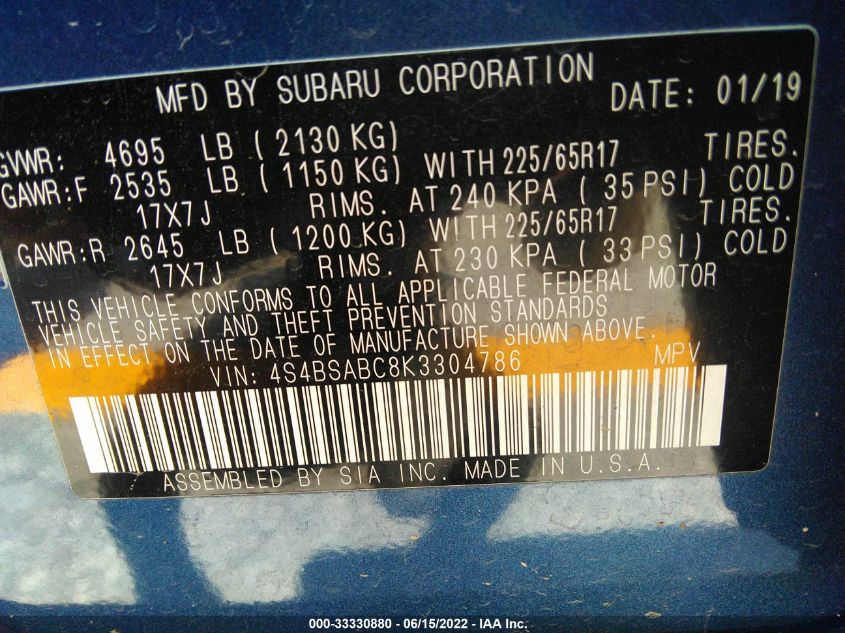 MFD BY SUBARU CORPORATION DATE: 01/19
GVWR: 4695 LB ( 2130 KG)
GAWR:F 2535 LB ( 1150 KG) WITH 225/65R17 TIRES.
17X7J RIMS. AT 240 KPA ( 35 PSI) COLD
GAWR:R 2645 LB ( 1200 KG) WITH 225/65R17 TIRES.
17X7J RIMS. AT 230 KPA ( 33 PSI) COLD
THIS VEHICLE CONFORMS TO ALL APPLICABLE FEDERAL MOTOR
VEHICLE SAFETY AND THEFT PREVENTION STANDARDS
IN EFFECT ON THE DATE OF MANUFACTURE SHOWN ABOVE.
VIN: 4S4BSABC8K3304786 MPV
ASSEMBLED BY SIA INC. MADE IN U.S.A.
000-33330880 - 06/15/2022 - IAA Inc.